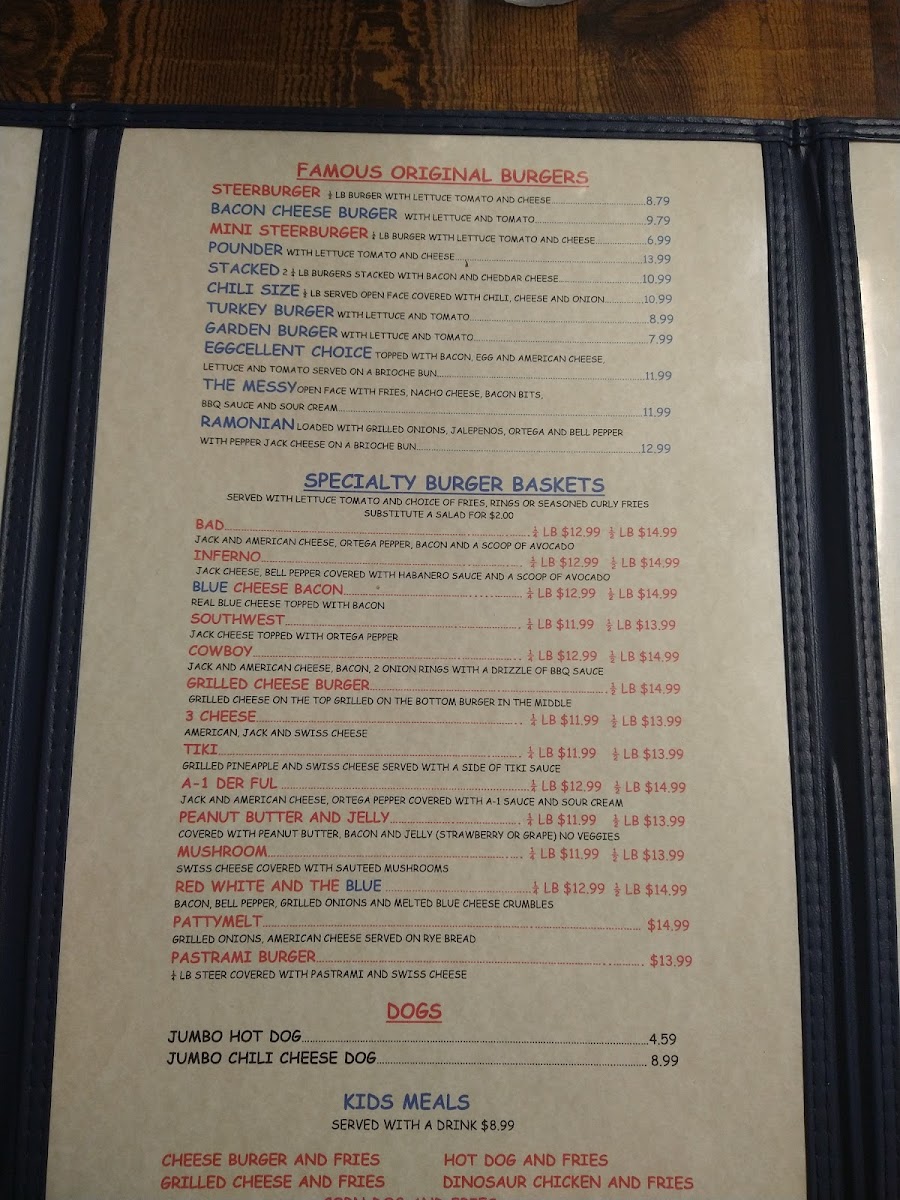 FAMOUS ORIGINAL BURGERS
STEERBURGER ½ LB BURGER WITH LETTUCE TOMATO AND CHEESE 8.79
BACON CHEESE BURGER WITH LETTUCE AND TOMATO 9.79
MINI STEERBURGER ¼ LB BURGER WITH LETTUCE TOMATO AND CHEESE 6.99
POUNDER WITH LETTUCE TOMATO AND CHEESE 13.99
STACKED 2 ¼ LB BURGERS STACKED WITH BACON AND CHEDDAR CHEESE 10.99
CHILI SIZE ½ LB SERVED OPEN FACE COVERED WITH CHILI, CHEESE AND ONION 10.99
TURKEY BURGER WITH LETTUCE AND TOMATO 8.99
GARDEN BURGER WITH LETTUCE AND TOMATO 7.99
EGGCELLENT CHOICE TOPPED WITH BACON, EGG AND AMERICAN CHEESE,
LETTUCE AND TOMATO SERVED ON A BRIOCHE BUN 11.99
THE MESSY OPEN FACE WITH FRIES, NACHO CHEESE, BACON BITS,
BBQ SAUCE AND SOUR CREAM 11.99
RAMONIAN LOADED WITH GRILLED ONIONS, JALEPENOS, ORTEGA AND BELL PEPPER
WITH PEPPER JACK CHEESE ON A BRIOCHE BUN 12.99
SPECIALTY BURGER BASKETS
SERVED WITH LETTUCE TOMATO AND CHOICE OF FRIES, RINGS OR SEASONED CURLY FRIES
SUBSTITUTE A SALAD FOR $2.00
BAD ¼ LB $12.99 ½ LB $14.99
JACK AND AMERICAN CHEESE, ORTEGA PEPPER, BACON AND A SCOOP OF AVOCADO
INFERNO ¼ LB $12.99 ½ LB $14.99
JACK CHEESE, BELL PEPPER COVERED WITH HABANERO SAUCE AND A SCOOP OF AVOCADO
BLUE CHEESE BACON ¼ LB $12.99 ½ LB $14.99
REAL BLUE CHEESE TOPPED WITH BACON
SOUTHWEST ¼ LB $11.99 ½ LB $13.99
JACK CHEESE TOPPED WITH ORTEGA PEPPER
COWBOY ¼ LB $12.99 ½ LB $14.99
JACK AND AMERICAN CHEESE, BACON, 2 ONION RINGS WITH A DRIZZLE OF BBQ SAUCE
GRILLED CHEESE BURGER ½ LB $14.99
GRILLED CHEESE ON THE TOP GRILLED ON THE BOTTOM BURGER IN THE MIDDLE
3 CHEESE ¼ LB $11.99 ½ LB $13.99
AMERICAN, JACK AND SWISS CHEESE
TIKI ¼ LB $11.99 ½ LB $13.99
GRILLED PINEAPPLE AND SWISS CHEESE SERVED WITH A SIDE OF TIKI SAUCE
A-1 DER FUL ¼ LB $12.99 ½ LB $14.99
JACK AND AMERICAN CHEESE, ORTEGA PEPPER COVERED WITH A-1 SAUCE AND SOUR CREAM
PEANUT BUTTER AND JELLY ¼ LB $11.99 ½ LB $13.99
COVERED WITH PEANUT BUTTER, BACON AND JELLY (STRAWBERRY OR GRAPE) NO VEGGIES
MUSHROOM ¼ LB $11.99 ½ LB $13.99
SWISS CHEESE COVERED WITH SAUTEED MUSHROOMS
RED WHITE AND THE BLUE ¼ LB $12.99 ½ LB $14.99
BACON, BELL PEPPER, GRILLED ONIONS AND MELTED BLUE CHEESE CRUMBLES
PATTYMELT $14.99
GRILLED ONIONS, AMERICAN CHEESE SERVED ON RYE BREAD
PASTRAMI BURGER $13.99
¼ LB STEER COVERED WITH PASTRAMI AND SWISS CHEESE
DOGS
JUMBO HOT DOG 4.59
JUMBO CHILI CHEESE DOG 8.99
KIDS MEALS
SERVED WITH A DRINK $8.99
CHEESE BURGER AND FRIES HOT DOG AND FRIES
GRILLED CHEESE AND FRIES DINOSAUR CHICKEN AND FRIES
CORN DOG AND FRIES